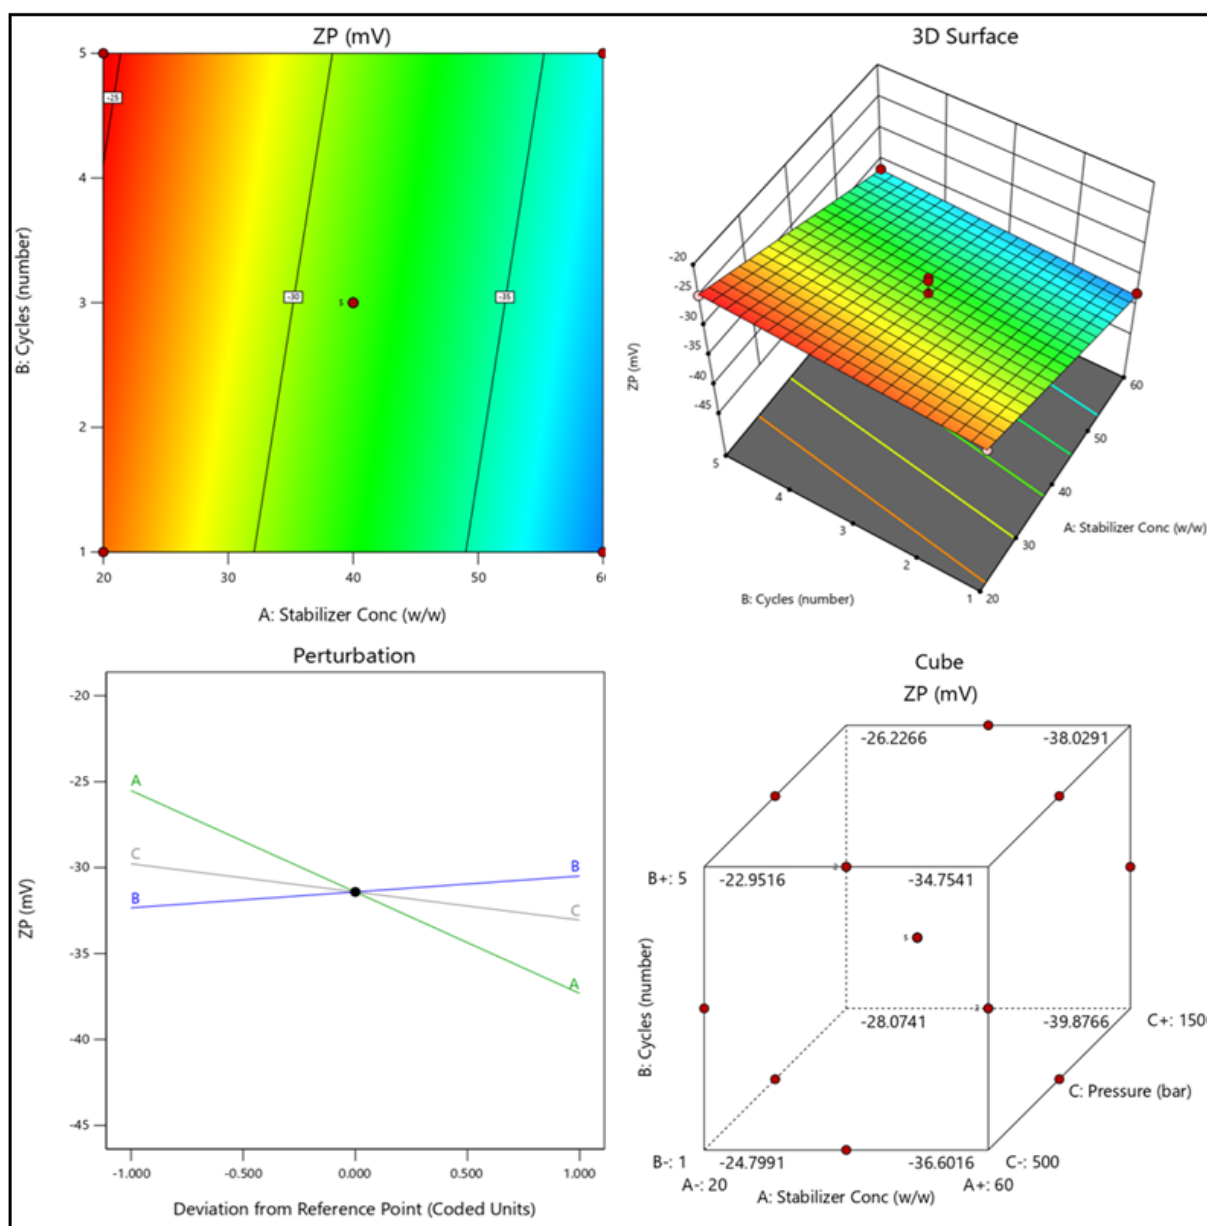 ZP (mV)
5
4
3
2
1
-25
-30
-35
5
20
30
40
50
6
B: Cycles (number)
A: Stabilizer Conc (w/w)
3D Surface
-20
-25
-30
-35
-40
-45
ZP (mV)
5
4
3
2
1
20
30
40
50
60
B: Cycles (number)
A: Stabilizer Conc (w/w)
Perturbation
-20
-25
-30
-35
-40
-45
ZP (mV)
A
C
B
B
C
A
-1.000
-0.500
0.000
0.500
1.000
Deviation from Reference Point (Coded Units)
Cube
ZP (mV)
-26.2266
-38.0291
B+: 5
-22.9516
2
-34.7541
5
B: Cycles (number)
-28.0741
2
-39.8766
C+: 150
C: Pressure (bar)
B-: 1
-24.7991
-36.6016
C-: 500
A-: 20
A: Stabilizer Conc (w/w)
A+: 60